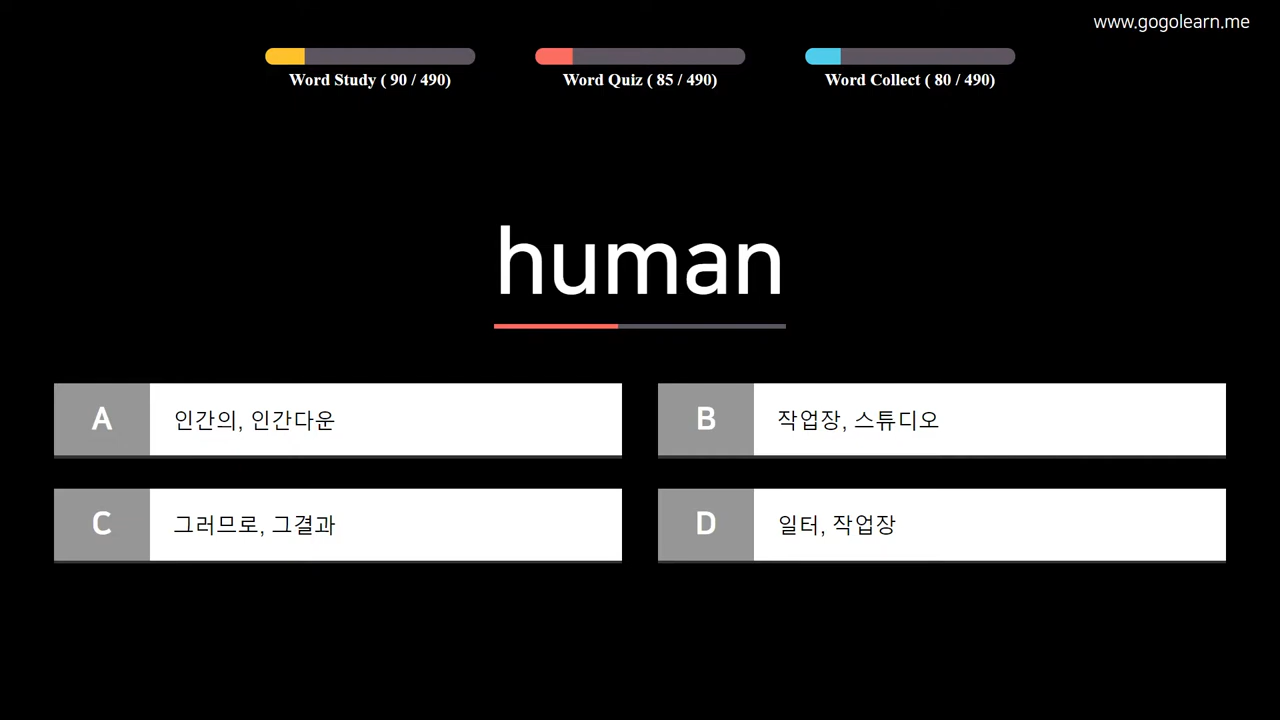 www.gogolearn.me
Word Study ( 90 / 490)
Word Quiz ( 85 / 490)
Word Collect ( 80 / 490)
human
A 인간의, 인간다운
B 작업장, 스튜디오
C 그러므로, 그결과
D 일터, 작업장